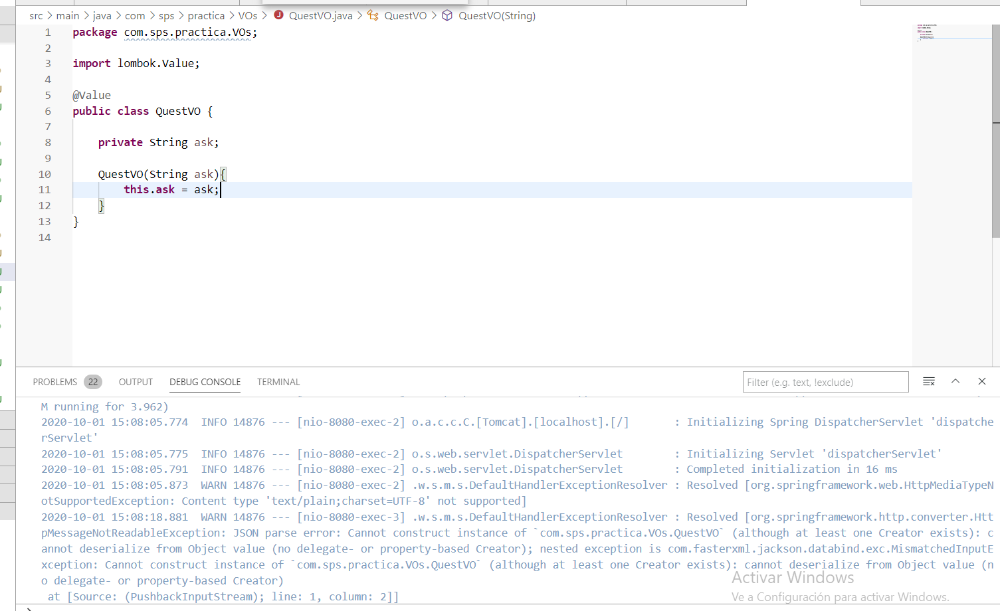 src > main > java > com > sps > practica > VOs > QuestVO.java > QuestVO > QuestVO(String)
1 package com.sps.practica.VOs;
2
3 import lombok.Value;
4
5 @Value
6 public class QuestVO {
7
8 private String ask;
9
10 QuestVO(String ask){
11 this.ask = ask;
12 }
13 }
14
PROBLEMS 22 OUTPUT DEBUG CONSOLE TERMINAL Filter (e.g. text, !exclude)
M running for 3.962)
2020-10-01 15:08:05.774 INFO 14876 --- [nio-8080-exec-2] o.a.c.c.C.[Tomcat].[localhost].[/] : Initializing Spring DispatcherServlet 'dispatche
rServlet'
2020-10-01 15:08:05.775 INFO 14876 --- [nio-8080-exec-2] o.s.web.servlet.DispatcherServlet : Initializing Servlet 'dispatcherServlet'
2020-10-01 15:08:05.791 INFO 14876 --- [nio-8080-exec-2] o.s.web.servlet.DispatcherServlet : Completed initialization in 16 ms
2020-10-01 15:08:05.873 WARN 14876 --- [nio-8080-exec-2] .w.s.m.s.DefaultHandlerExceptionResolver : Resolved [org.springframework.web.HttpMediaTypeN
otSupportedException: Content type 'text/plain;charset=UTF-8' not supported]
2020-10-01 15:08:18.881 WARN 14876 --- [nio-8080-exec-3] .w.s.m.s.DefaultHandlerExceptionResolver : Resolved [org.springframework.http.converter.Htt
pMessageNotReadableException: JSON parse error: Cannot construct instance of `com.sps.practica.VOs.QuestVO` (although at least one Creator exists): c
annot deserialize from Object value (no delegate- or property-based Creator); nested exception is com.fasterxml.jackson.databind.exc.MismatchedInputE
xception: Cannot construct instance of `com.sps.practica.VOs.QuestVO` (although at least one Creator exists): cannot deserialize from Object value (n
o delegate- or property-based Creator)
at [Source: (PushbackInputStream); line: 1, column: 2]]
Activar Windows
Ve a Configuración para activar Windows.